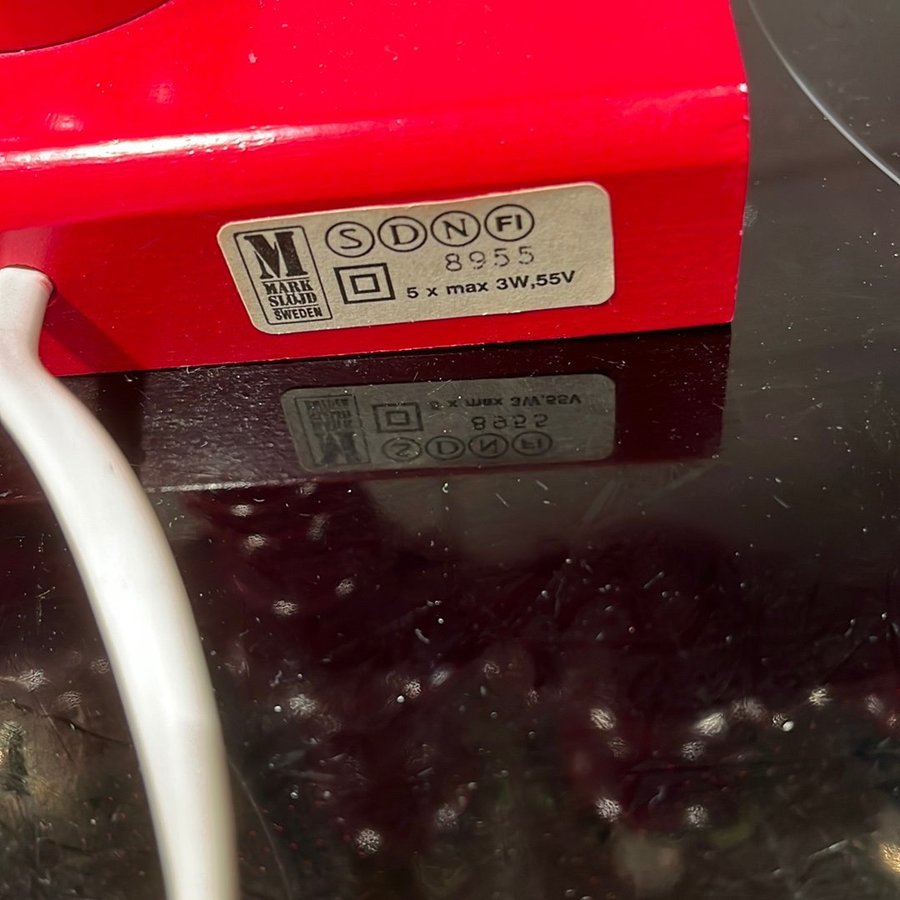 M
MARK
SLÖJD
SWEDEN
S D N FI
8955
5 x max 3W,55V